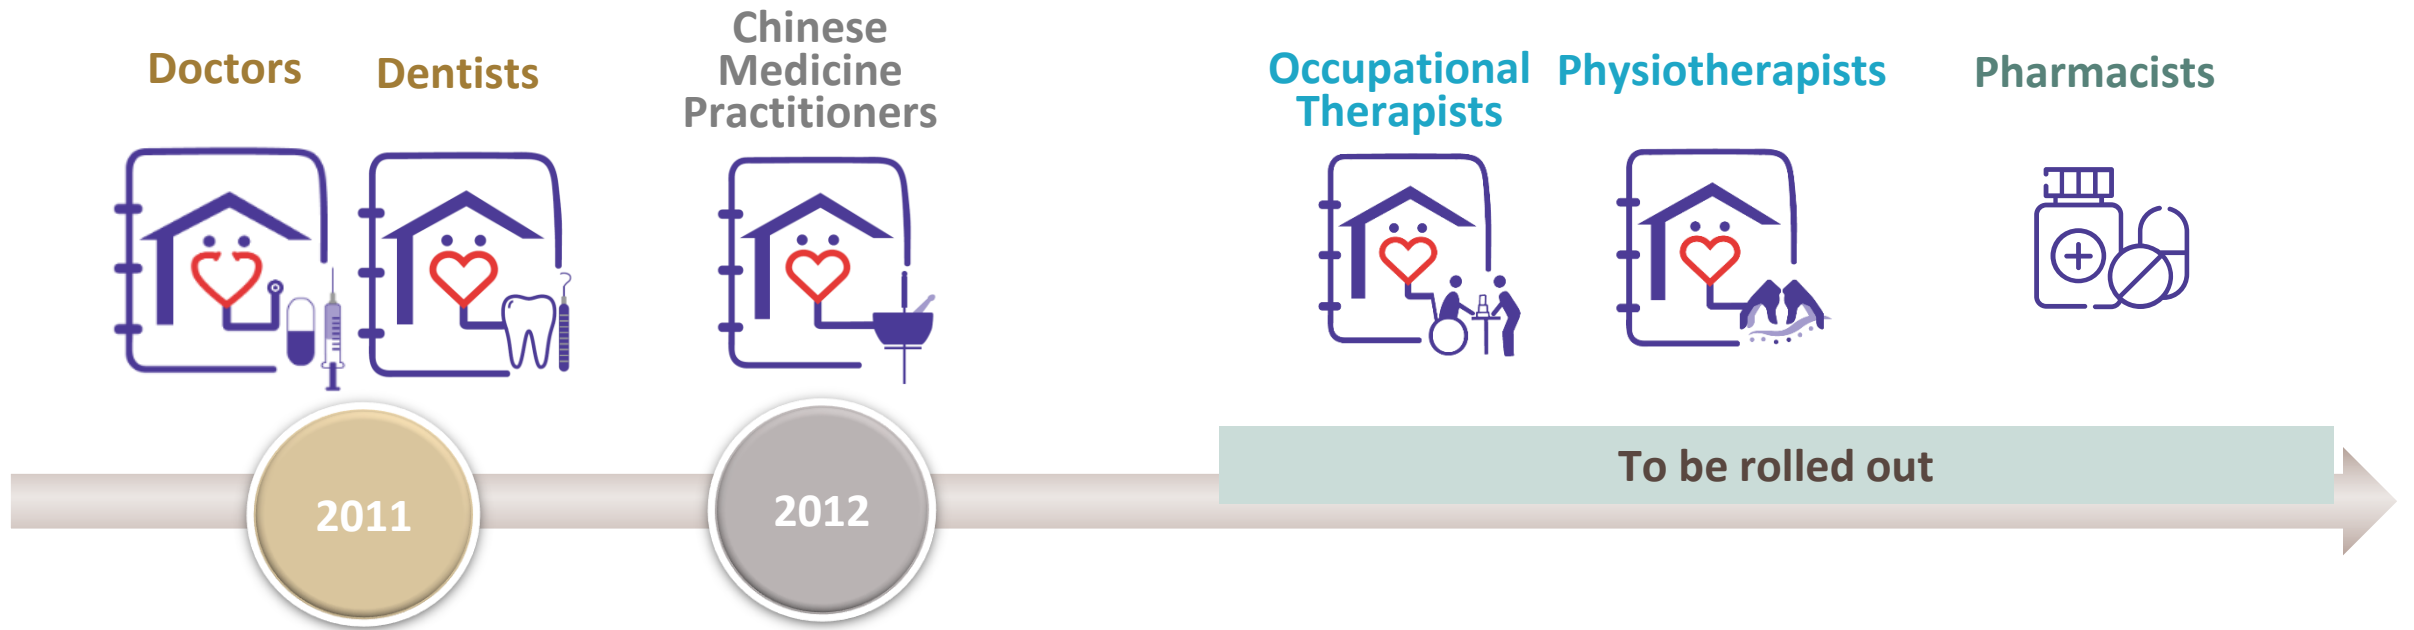 Doctors
Dentists
Chinese
Medicine
Practitioners
Occupational
Therapists
Physiotherapists
Pharmacists
2011
2012
To be rolled out